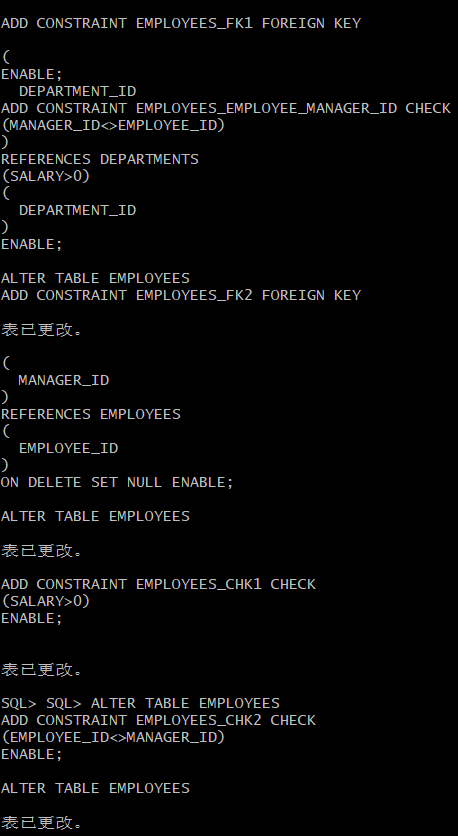 ADD CONSTRAINT EMPLOYEES_FK1 FOREIGN KEY
(
ENABLE;
DEPARTMENT_ID
ADD CONSTRAINT EMPLOYEES_EMPLOYEE_MANAGER_ID CHECK
(MANAGER_ID<>EMPLOYEE_ID)
)
REFERENCES DEPARTMENTS
(SALARY>0)
(
DEPARTMENT_ID
)
ENABLE;
ALTER TABLE EMPLOYEES
ADD CONSTRAINT EMPLOYEES_FK2 FOREIGN KEY
表已更改。
(
MANAGER_ID
)
REFERENCES EMPLOYEES
(
EMPLOYEE_ID
)
ON DELETE SET NULL ENABLE;
ALTER TABLE EMPLOYEES
表已更改。
ADD CONSTRAINT EMPLOYEES_CHK1 CHECK
(SALARY>0)
ENABLE;
表已更改。
SQL> SQL> ALTER TABLE EMPLOYEES
ADD CONSTRAINT EMPLOYEES_CHK2 CHECK
(EMPLOYEE_ID<>MANAGER_ID)
ENABLE;
ALTER TABLE EMPLOYEES
表已更改。